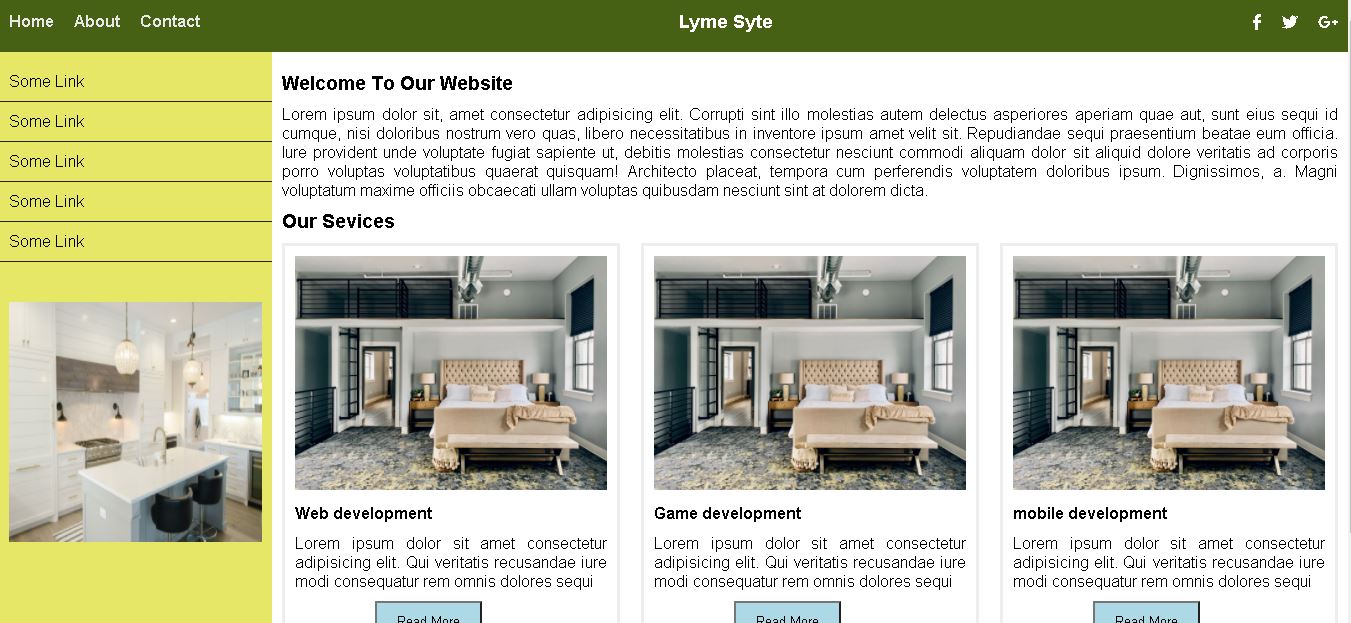 Home About Contact Lyme Syte
Some Link
Some Link
Some Link
Some Link
Some Link
Welcome To Our Website
Lorem ipsum dolor sit, amet consectetur adipisicing elit. Corrupti sint illo molestias autem delectus asperiores aperiam quae aut, sunt eius sequi id
cumque, nisi doloribus nostrum vero quas, libero necessitatibus in inventore ipsum amet velit sit. Repudiandae sequi praesentium beatae eum officia.
Iure provident unde voluptate fugiat sapiente ut, debitis molestias consectetur nesciunt commodi aliquam dolor sit aliquid dolore veritatis ad corporis
porro voluptas voluptatibus quaerat quisquam! Architecto placeat, tempora cum perferendis voluptatem doloribus ipsum. Dignissimos, a. Magni
voluptatum maxime officiis obcaecati ullam voluptas quibusdam nesciunt sint at dolorem dicta.
Our Sevices
Web development
Lorem ipsum dolor sit amet consectetur
adipisicing elit. Qui veritatis recusandae iure
modi consequatur rem omnis dolores sequi
Read More
Game development
Lorem ipsum dolor sit amet consectetur
adipisicing elit. Qui veritatis recusandae iure
modi consequatur rem omnis dolores sequi
Read More
mobile development
Lorem ipsum dolor sit amet consectetur
adipisicing elit. Qui veritatis recusandae iure
modi consequatur rem omnis dolores sequi
Read More